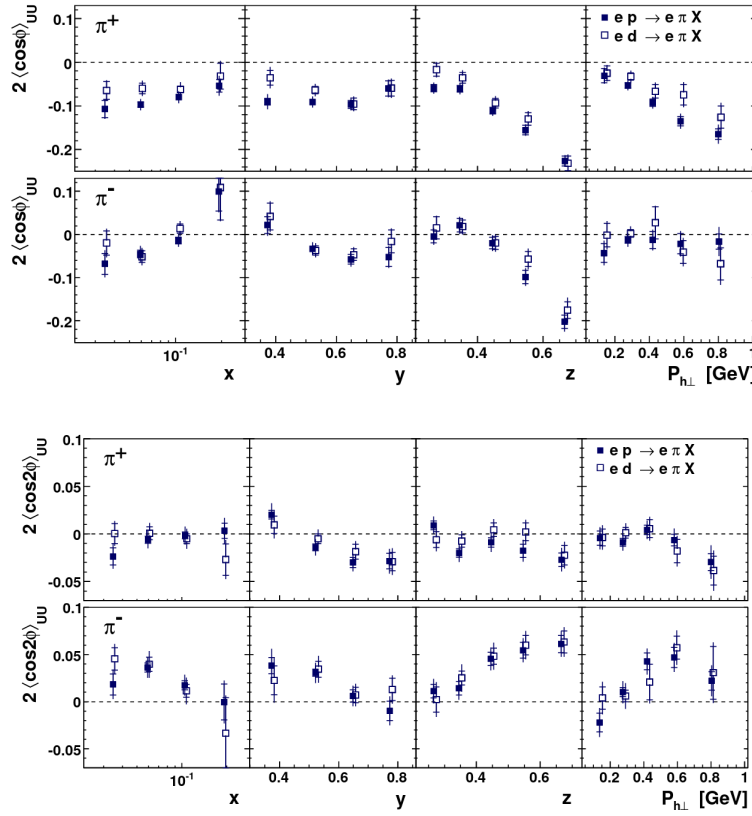 2 ⟨cosϕ⟩UU
0.1
0
-0.1
-0.2
π+
■ e p → e π X
□ e d → e π X
2 ⟨cosϕ⟩UU
0.1
0
-0.1
-0.2
π-
10-1
0.4 0.6 0.8
0.4 0.6
0.2 0.4 0.6 0.8 1
x y z Ph⊥ [GeV]
2 ⟨cos2ϕ⟩UU
0.1
0.05
0
-0.05
π+
■ e p → e π X
□ e d → e π X
2 ⟨cos2ϕ⟩UU
0.1
0.05
0
-0.05
π-
10-1
0.4 0.6 0.8
0.4 0.6
0 0.2 0.4 0.6 0.8 1
x y z Ph⊥ [GeV]